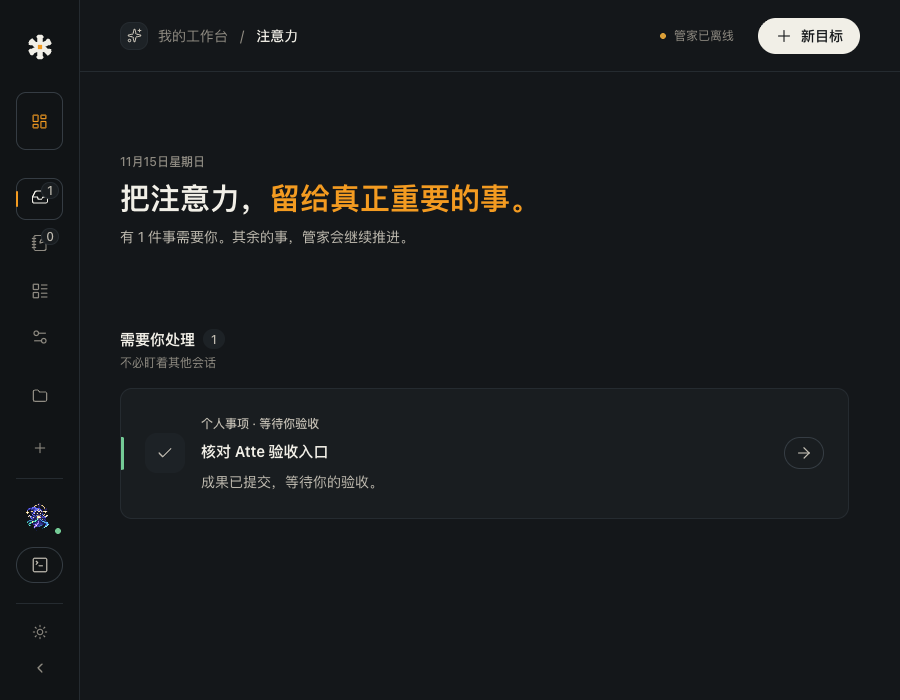 我的工作台 / 注意力
管家已离线
新目标
1
0
11月15日星期日
把注意力，留给真正重要的事。
有 1 件事需要你。其余的事，管家会继续推进。
需要你处理 1
不必盯着其他会话
个人事项 · 等待你验收
核对 Atte 验收入口
成果已提交，等待你的验收。